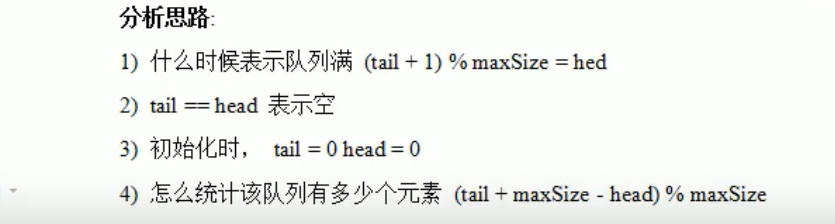 分析思路:
1) 什么时候表示队列满 (tail + 1) % maxSize = hed
2) tail == head 表示空
3) 初始化时， tail = 0 head = 0
4) 怎么统计该队列有多少个元素 (tail + maxSize - head) % maxSize